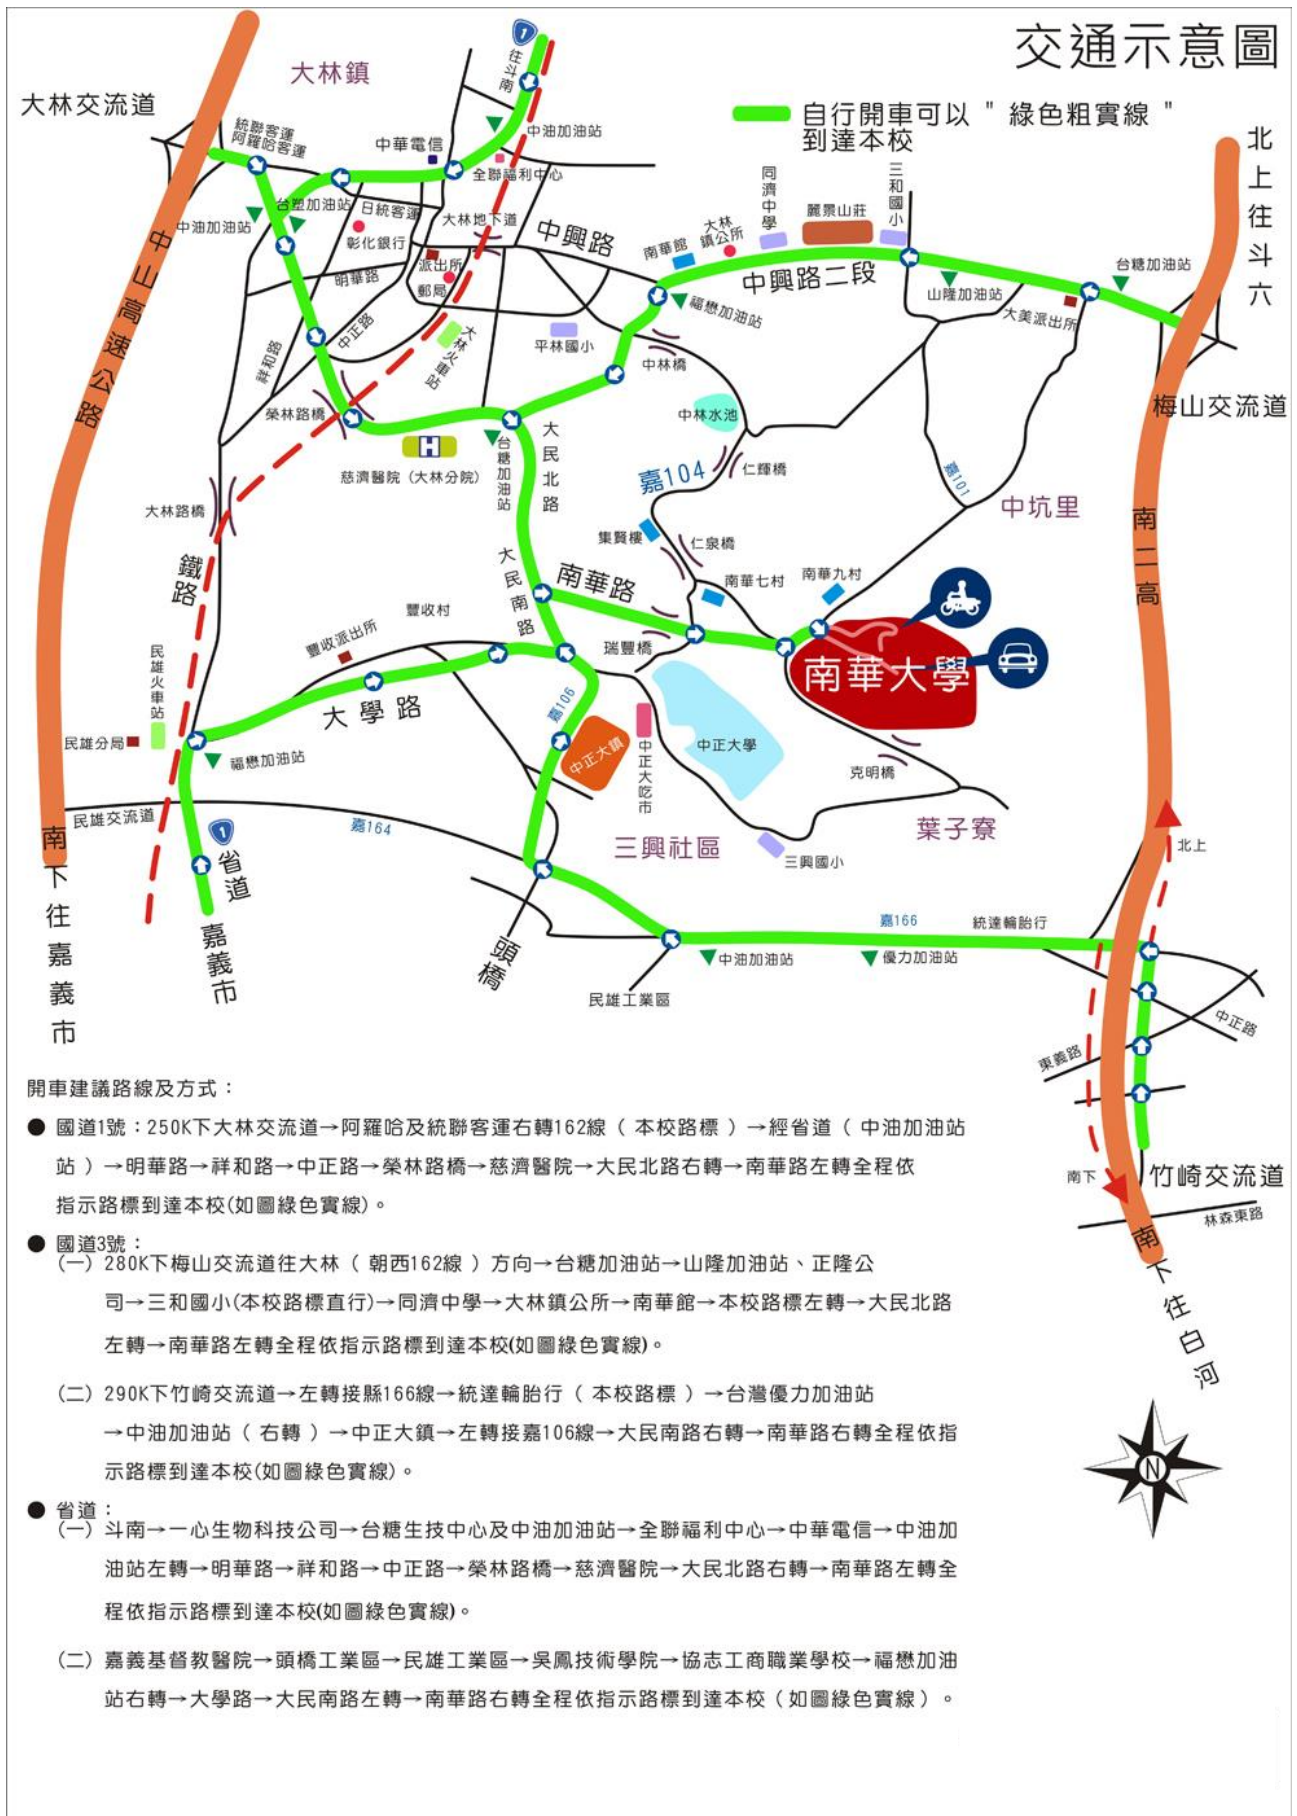 交通示意圖
自行開車可以 " 綠色粗實線 "
到達本校
1
往斗南
大林鎮
大林交流道
統聯客運
阿羅哈客運
中華電信
中油加油站
全聯福利中心
台塑加油站
日統客運
中油加油站
彰化銀行
大林地下道
中興路
派出所
郵局
明華路
中正路
祥和路
大林火車站
平林國小
榮林路橋
慈濟醫院 (大林分院)
H
台糖加油站
大林路橋
中山高速公路
鐵路
南華館
大林
鎮公所
同濟中學
麗景山莊
三和國小
中興路二段
福懋加油站
山隆加油站
大美派出所
台糖加油站
北上往斗六
梅山交流道
中林橋
中林水池
仁輝橋
嘉104
嘉101
中坑里
大民北路
大民南路
集賢樓
仁泉橋
南華路
南華七村
南華九村
南二高
豐收村
豐收派出所
瑞豐橋
南華大學
民雄火車站
民雄分局
大學路
福懋加油站
嘉106
中正大鎮
中正大吃市
中正大學
克明橋
葉子寮
三興社區
三興國小
民雄交流道
嘉164
1
省道
南下往嘉義市
嘉義市
頭橋
民雄工業區
中油加油站
嘉166
優力加油站
統達輪胎行
北上
中正路
東義路
南下
竹崎交流道
林森東路
南下往白河
N
開車建議路線及方式：
● 國道1號：250K下大林交流道→阿羅哈及統聯客運右轉162線（ 本校路標 ）→經省道（ 中油加油站
站 ）→明華路→祥和路→中正路→榮林路橋→慈濟醫院→大民北路右轉→南華路左轉全程依
指示路標到達本校(如圖綠色實線)。
● 國道3號：
(一) 280K下梅山交流道往大林（ 朝西162線 ）方向→台糖加油站→山隆加油站、正隆公
司→三和國小(本校路標直行)→同濟中學→大林鎮公所→南華館→本校路標左轉→大民北路
左轉→南華路左轉全程依指示路標到達本校(如圖綠色實線)。
(二) 290K下竹崎交流道→左轉接縣166線→統達輪胎行（ 本校路標 ）→台灣優力加油站
→中油加油站（ 右轉 ）→中正大鎮→左轉接嘉106線→大民南路右轉→南華路右轉全程依指
示路標到達本校(如圖綠色實線)。
● 省道：
(一) 斗南→一心生物科技公司→台糖生技中心及中油加油站→全聯福利中心→中華電信→中油加
油站左轉→明華路→祥和路→中正路→榮林路橋→慈濟醫院→大民北路右轉→南華路左轉全
程依指示路標到達本校(如圖綠色實線)。
(二) 嘉義基督教醫院→頭橋工業區→民雄工業區→吳鳳技術學院→協志工商職業學校→福懋加油
站右轉→大學路→大民南路左轉→南華路右轉全程依指示路標到達本校（如圖綠色實線）。